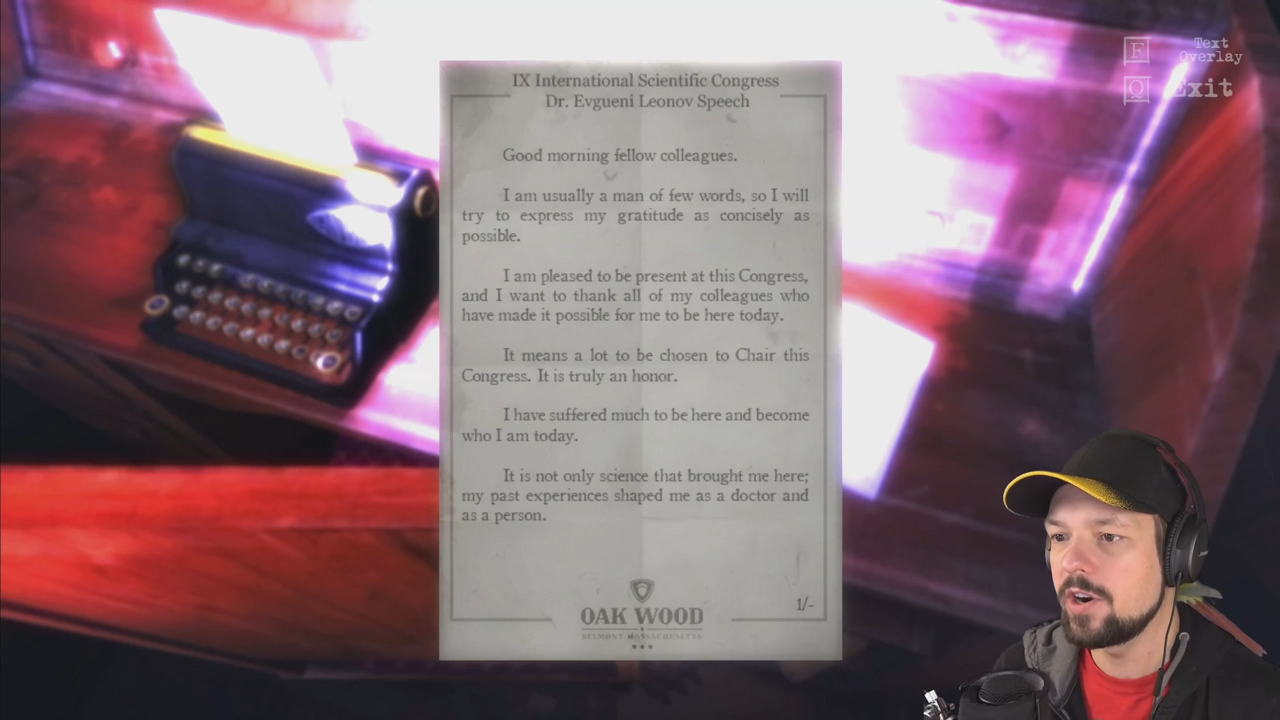 IX International Scientific Congress
Dr. Evgueni Leonov Speech
F Text
Overlay
Q Exit
Good morning fellow colleagues.
I am usually a man of few words, so I will
try to express my gratitude as concisely as
possible.
I am pleased to be present at this Congress,
and I want to thank all of my colleagues who
have made it possible for me to be here today.
It means a lot to be chosen to Chair this
Congress. It is truly an honor.
I have suffered much to be here and become
who I am today.
It is not only science that brought me here;
my past experiences shaped me as a doctor and
as a person.
1/-
OAK WOOD
BELMONT MASSACHUSETTS